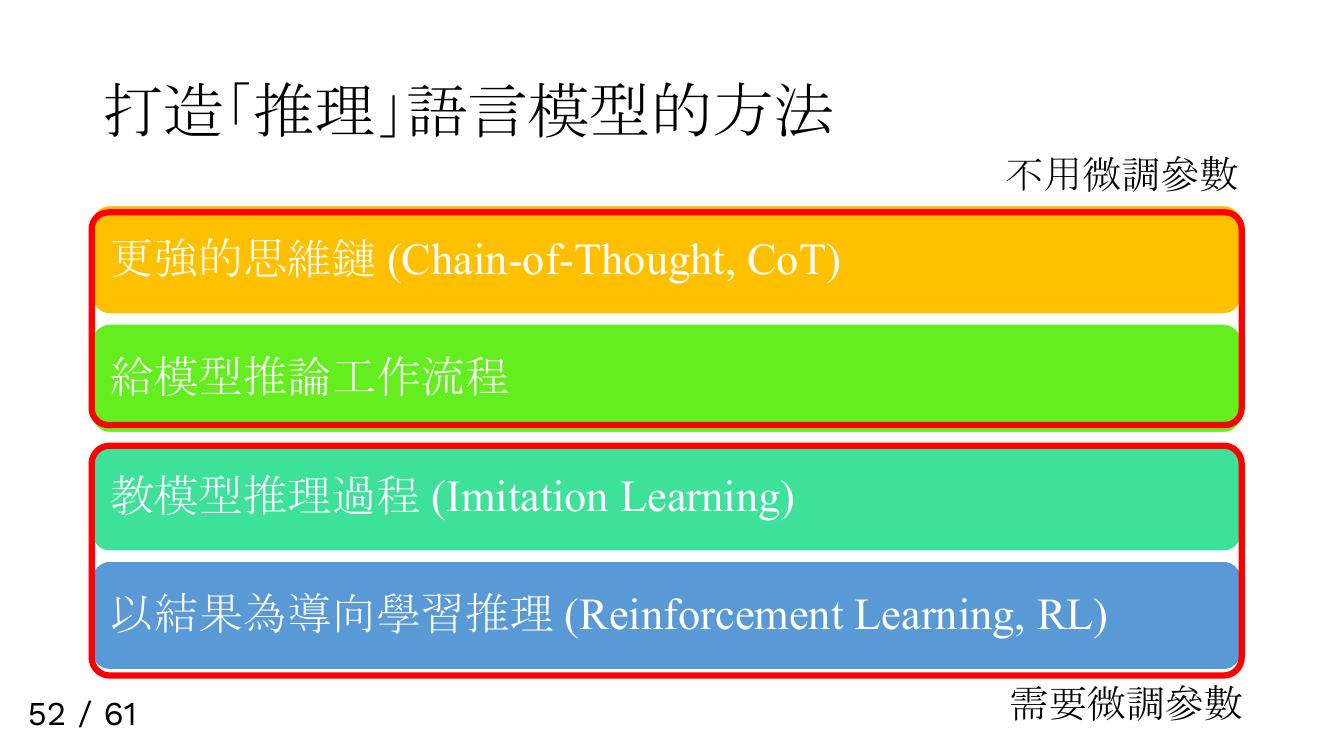 打造「推理」語言模型的方法
不用微調參數
更強的思維鏈 (Chain-of-Thought, CoT)
給模型推論工作流程
教模型推理過程 (Imitation Learning)
以結果為導向學習推理 (Reinforcement Learning, RL)
需要微調參數
52 / 61